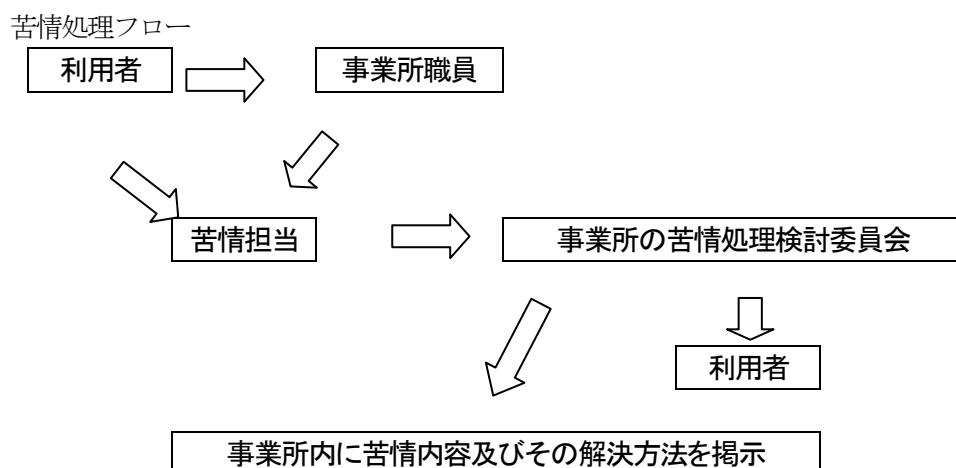 苦情処理フロー
利用者
事業所職員
苦情担当
事業所の苦情処理検討委員会
利用者
事業所内に苦情内容及びその解決方法を掲示